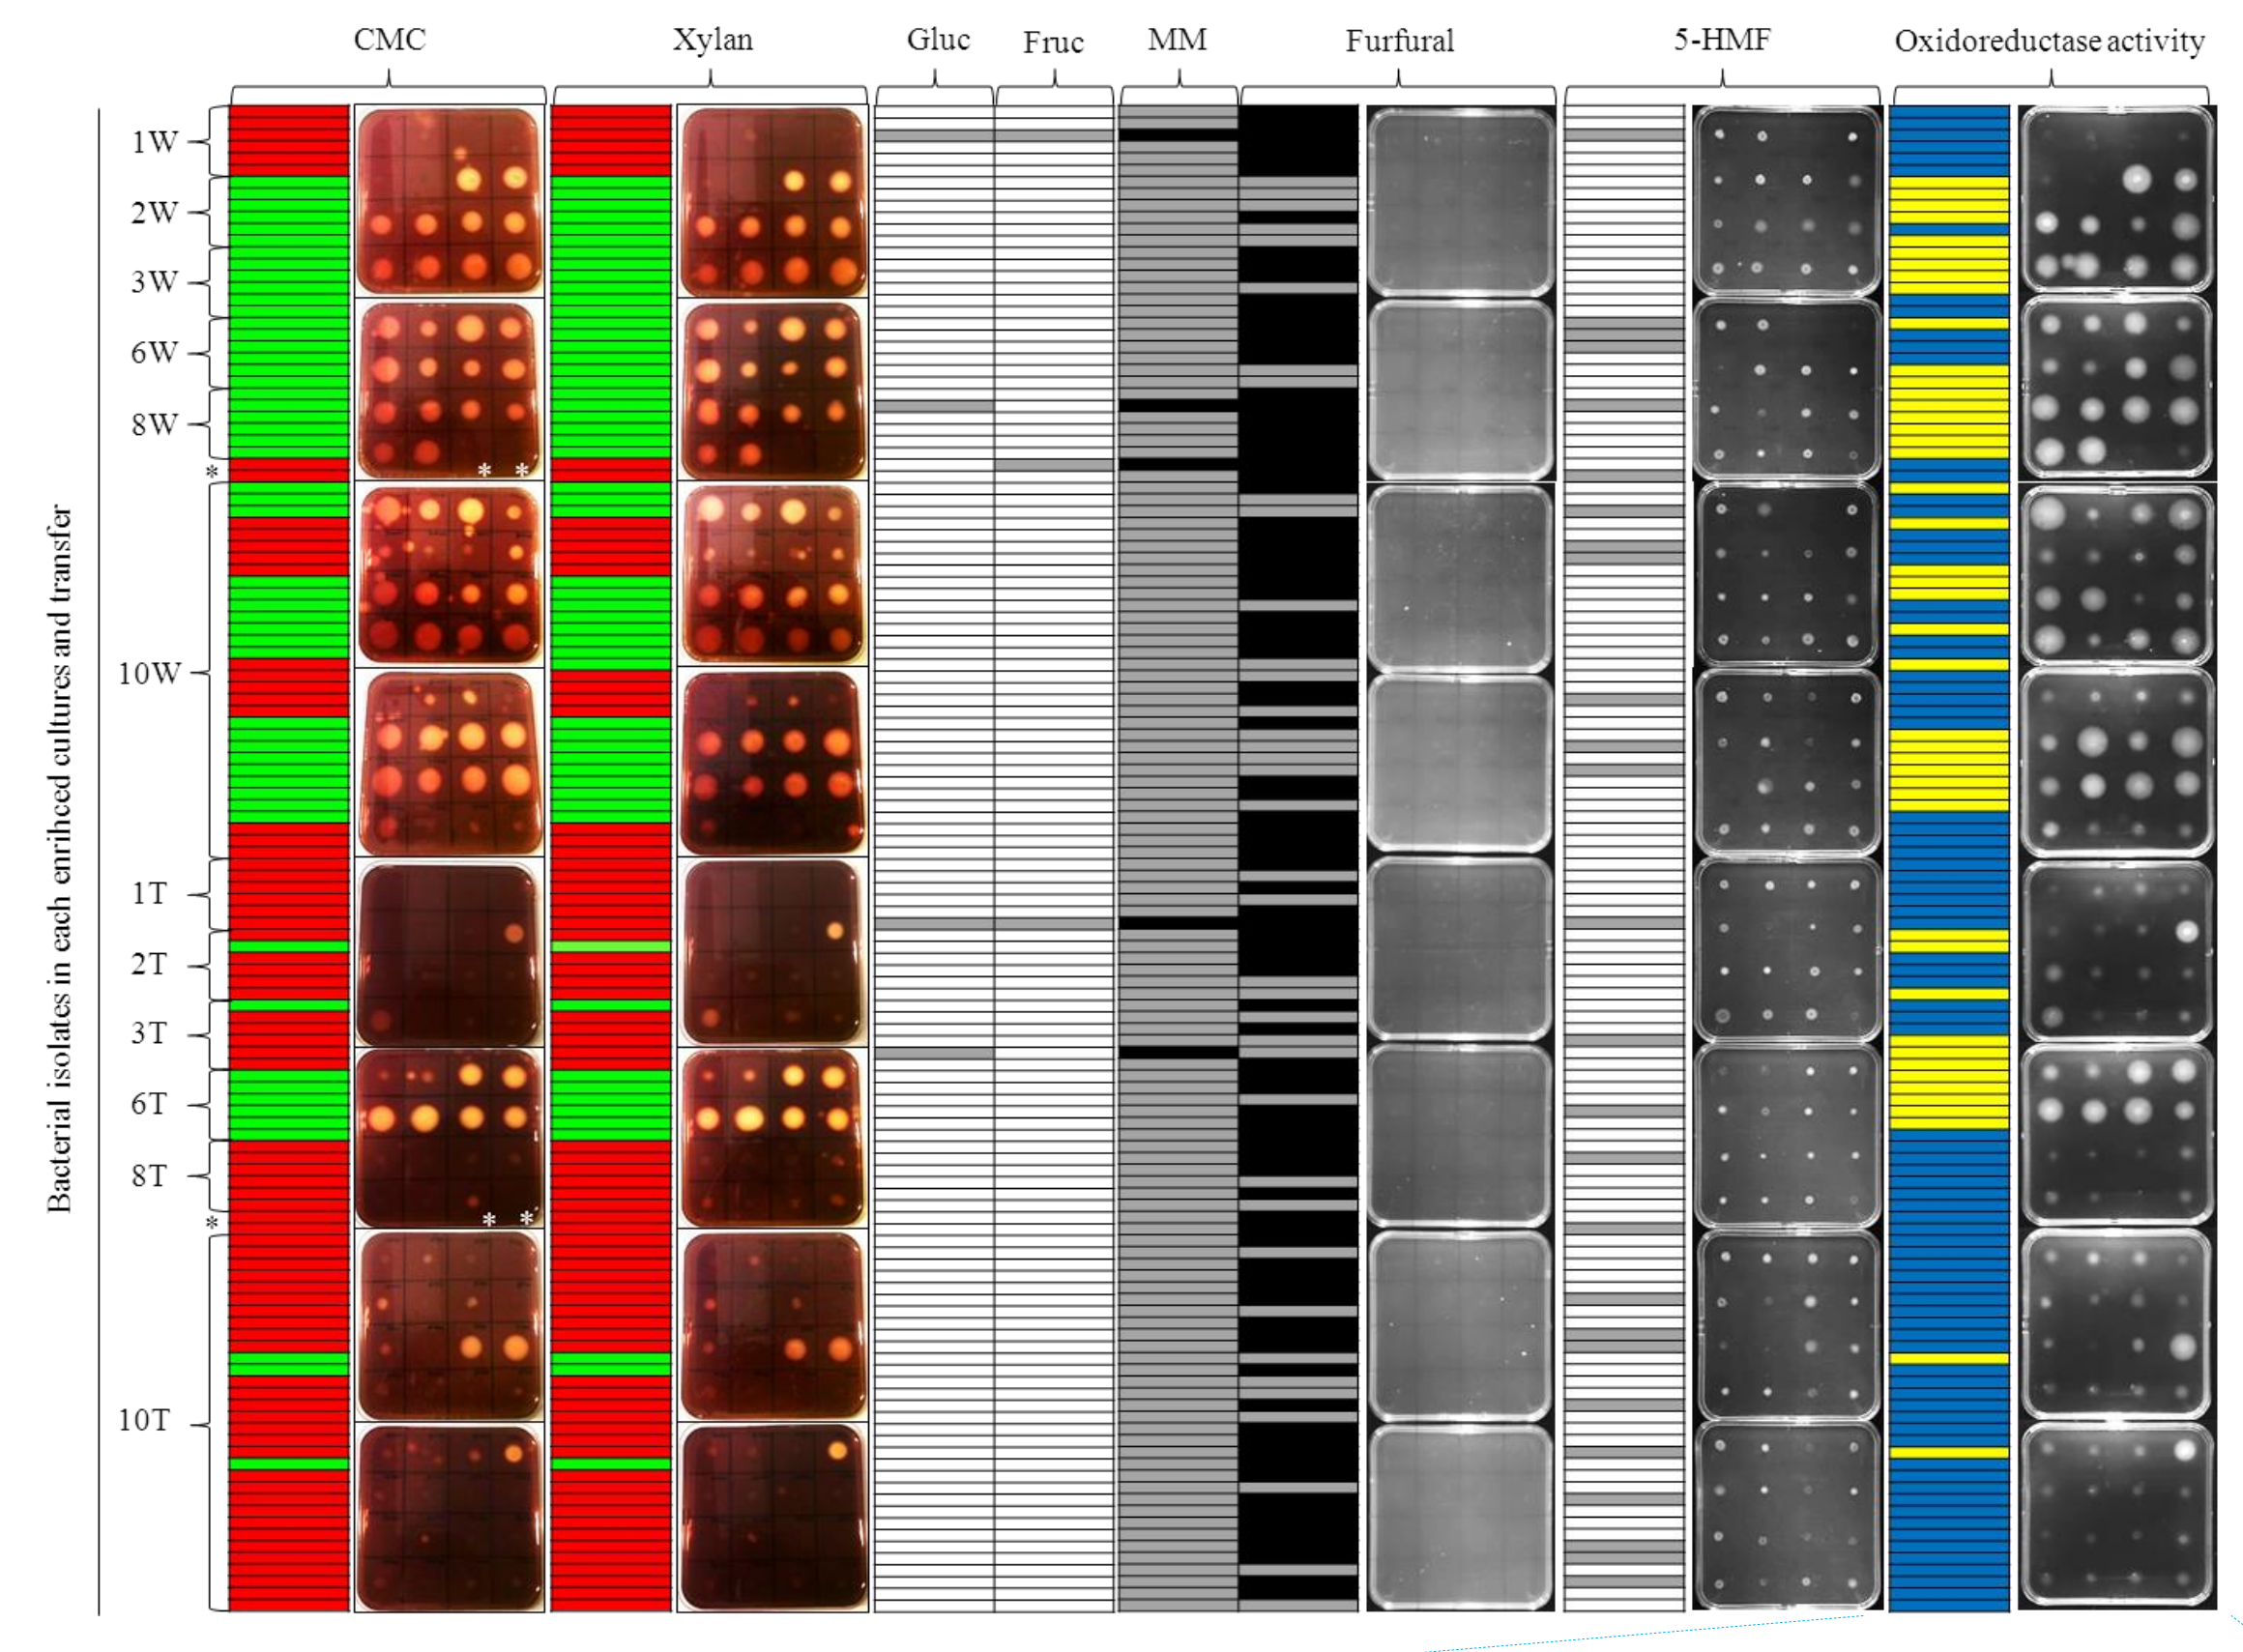 CMC Xylan Gluc Fruc MM Furfural 5-HMF Oxidoreductase activity
Bacterial isolates in each enrihced cultures and transfer
1W
2W
3W
6W
8W
*
* *
10W
1T
2T
3T
6T
8T
*
* *
10T